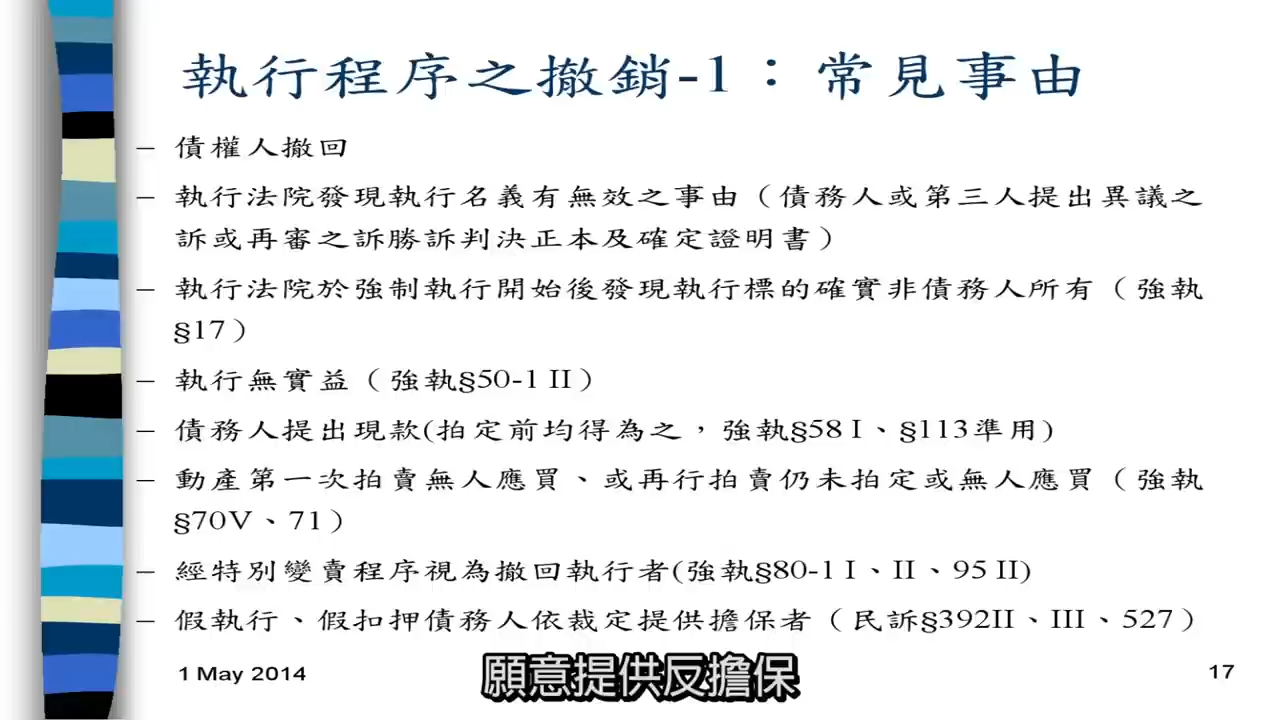 執行程序之撤銷-1：常見事由
– 債權人撤回
– 執行法院發現執行名義有無效之事由（債務人或第三人提出異議之
訴或再審之訴勝訴判決正本及確定證明書）
– 執行法院於強制執行開始後發現執行標的確實非債務人所有（強執
§17）
– 執行無實益（強執§50-1 II）
– 債務人提出現款(拍定前均得為之，強執§58 I、§113準用)
– 動產第一次拍賣無人應買、或再行拍賣仍未拍定或無人應買（強執
§70V、71）
– 經特別變賣程序視為撤回執行者(強執§80-1 I、II、95 II)
– 假執行、假扣押債務人依裁定提供擔保者（民訴§392II、III、527）
願意提供反擔保
1 May 2014
17